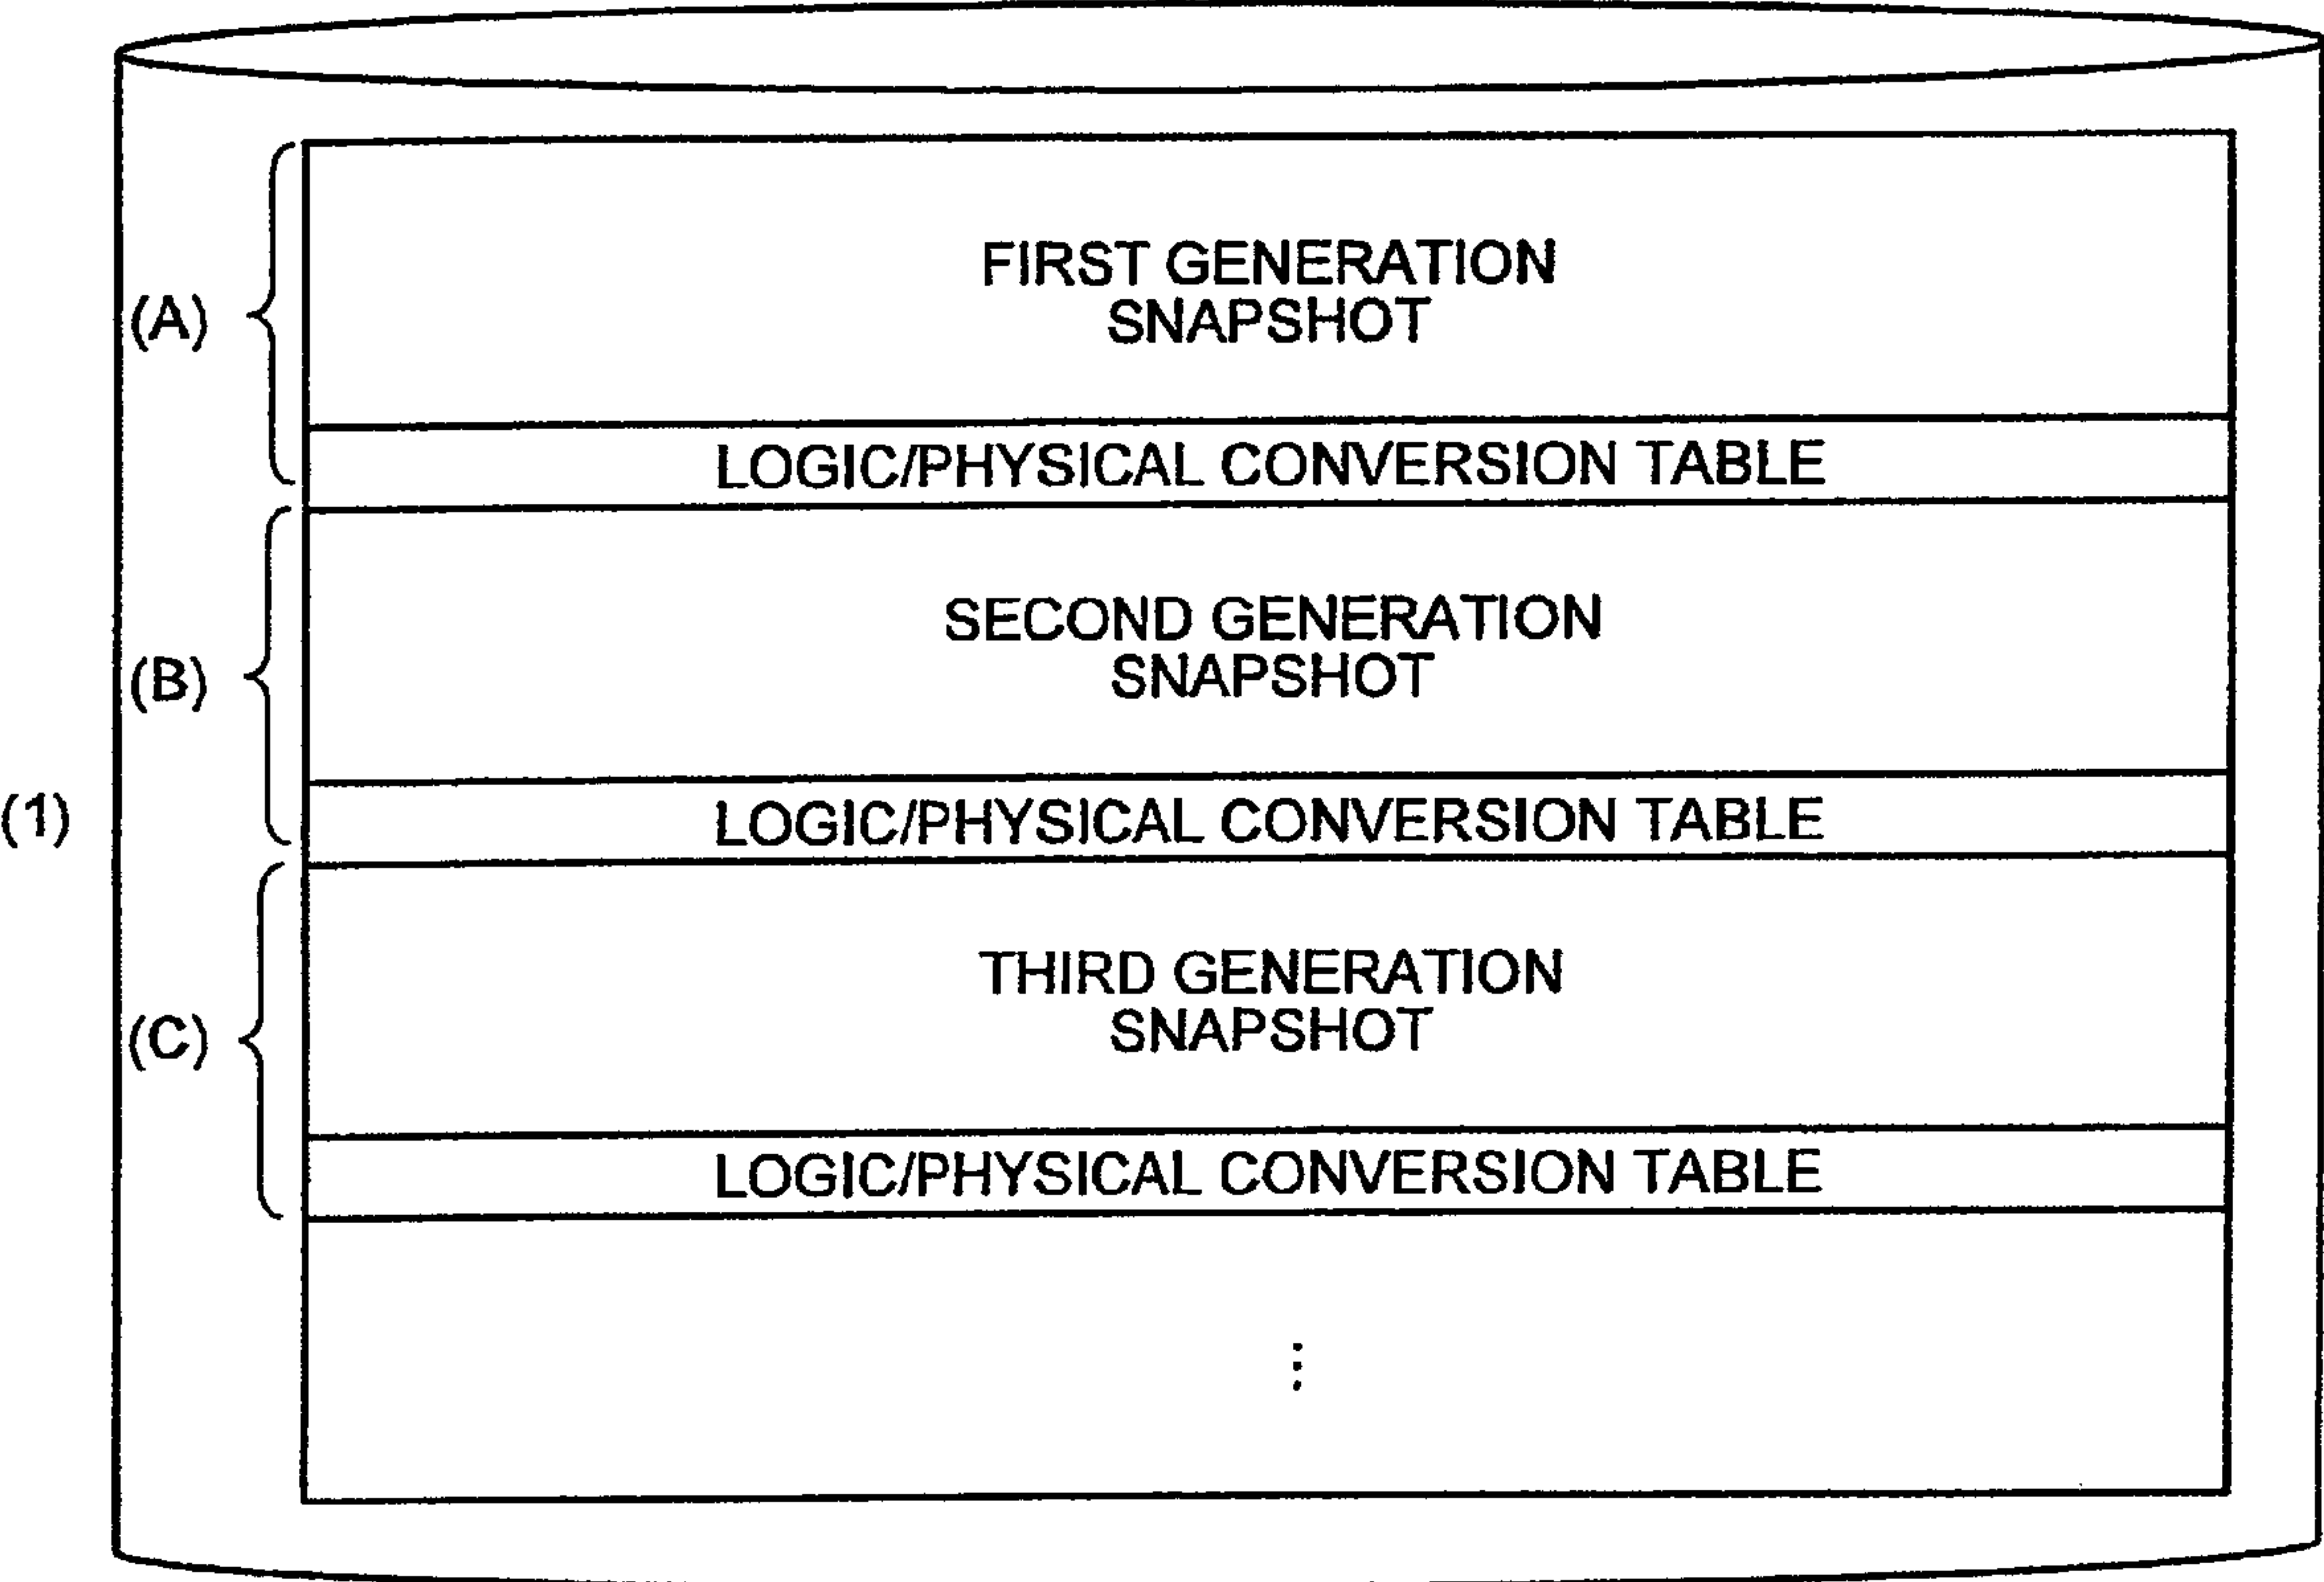 (A)
FIRST GENERATION
SNAPSHOT
LOGIC/PHYSICAL CONVERSION TABLE
(B)
SECOND GENERATION
SNAPSHOT
(1)
LOGIC/PHYSICAL CONVERSION TABLE
(C)
THIRD GENERATION
SNAPSHOT
LOGIC/PHYSICAL CONVERSION TABLE
⋮